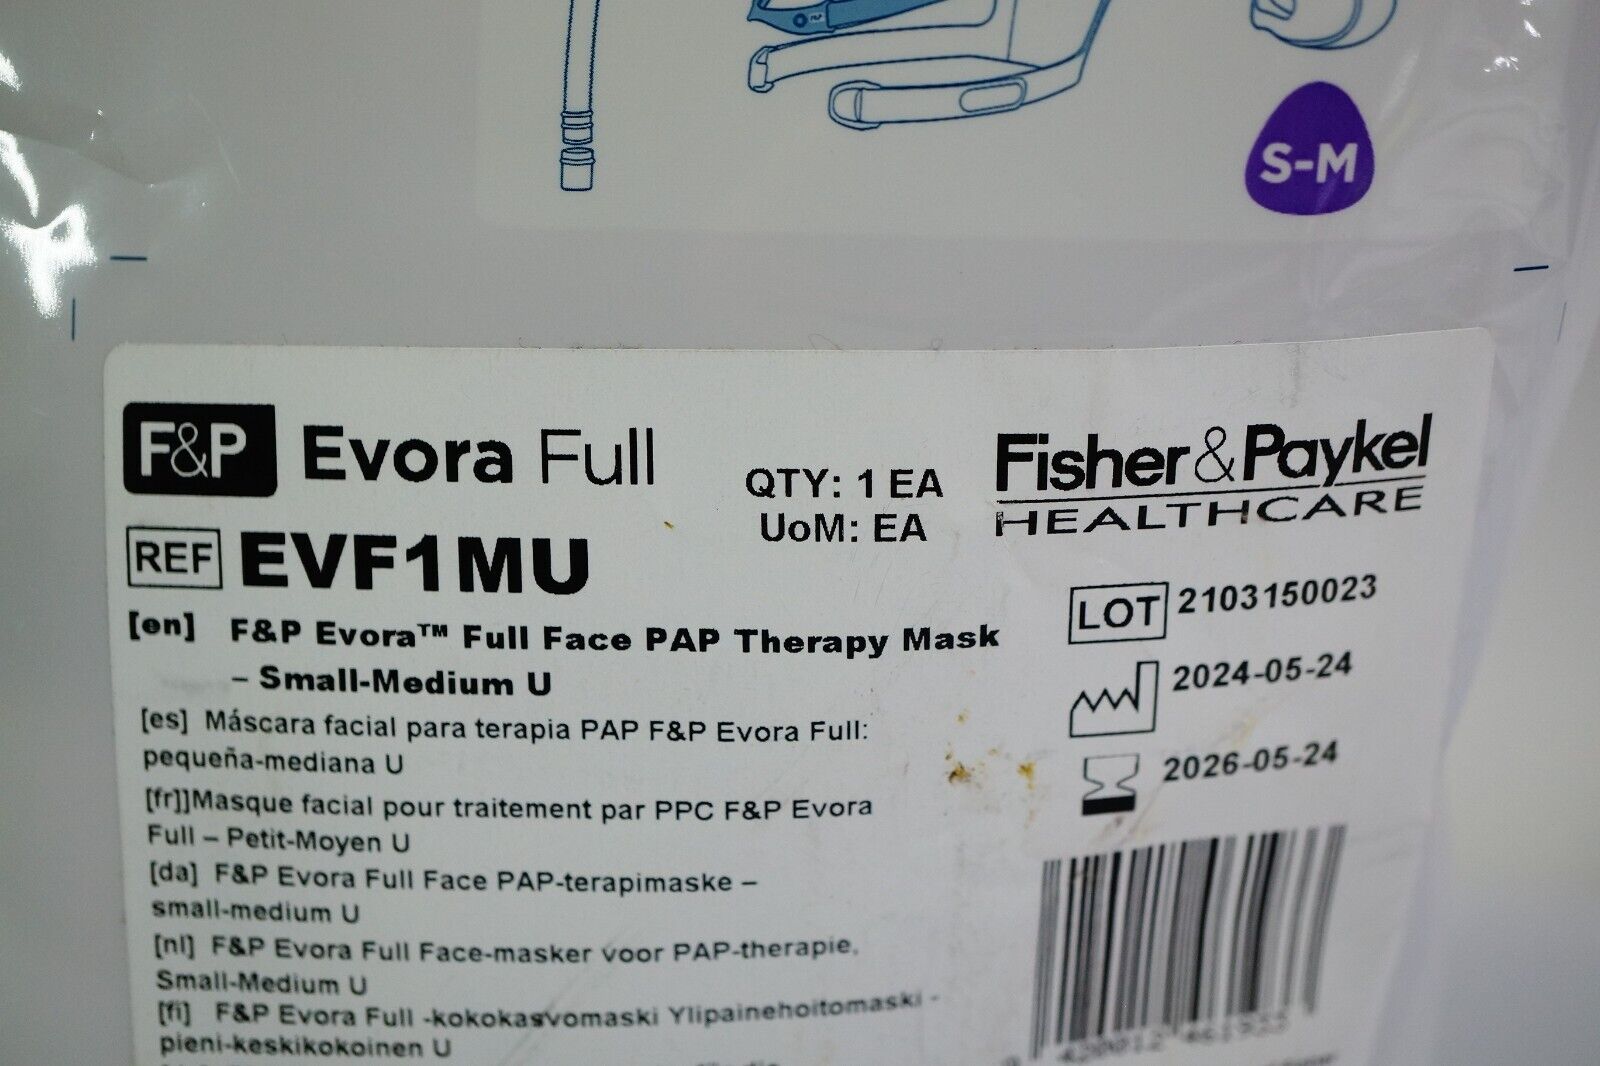 S-M
F&P Evora Full
QTY: 1 EA
UoM: EA
Fisher&Paykel
HEALTHCARE
REF EVF1MU
LOT 2103150023
2024-05-24
2026-05-24
[en] F&P Evora™ Full Face PAP Therapy Mask
– Small-Medium U
[es] Máscara facial para terapia PAP F&P Evora Full:
pequeña-mediana U
[fr]]Masque facial pour traitement par PPC F&P Evora
Full – Petit-Moyen U
[da] F&P Evora Full Face PAP-terapimaske –
small-medium U
[nl] F&P Evora Full Face-masker voor PAP-therapie,
Small-Medium U
[fi] F&P Evora Full -kokokasvomaski Ylipainehoitomaski -
pieni-keskikokoinen U